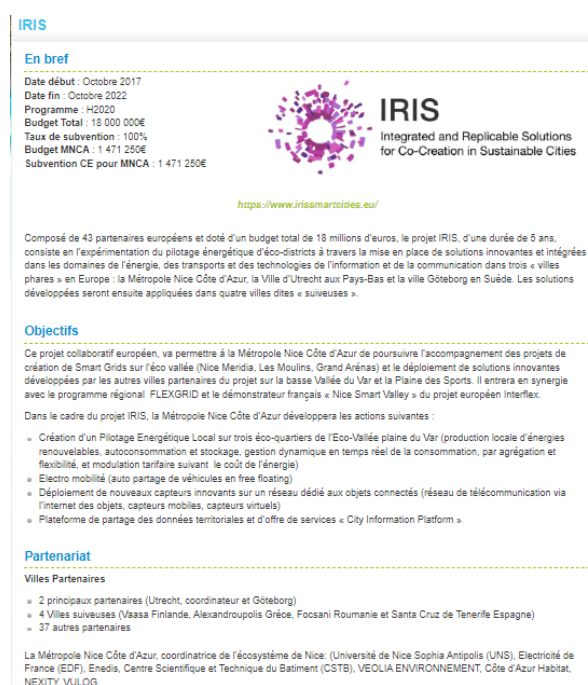 IRIS
En bref
Date début : Octobre 2017
Date fin : Octobre 2022
Programme : H2020
Budget Total : 18 000 000€
Taux de subvention : 100%
Budget MNCA : 1 471 250€
Subvention CE pour MNCA : 1 471 250€
IRIS
Integrated and Replicable Solutions
for Co-Creation in Sustainable Cities
https://www.irissmartcities.eu/
Composé de 43 partenaires européens et doté d'un budget total de 18 millions d'euros, le projet IRIS, d'une durée de 5 ans,
consiste en l'expérimentation du pilotage énergétique d'éco-districts à travers la mise en place de solutions innovantes et intégrées
dans les domaines de l'énergie, des transports et des technologies de l'information et de la communication dans trois « villes
phares » en Europe : la Métropole Nice Côte d'Azur, la Ville d'Utrecht aux Pays-Bas et la ville Göteborg en Suède. Les solutions
développées seront ensuite appliquées dans quatre villes dites « suiveuses ».
Objectifs
Ce projet collaboratif européen, va permettre à la Métropole Nice Côte d'Azur de poursuivre l'accompagnement des projets de
création de Smart Grids sur l'éco vallée (Nice Meridia, Les Moulins, Grand Arénas) et le déploiement de solutions innovantes
développées par les autres villes partenaires du projet sur la basse Vallée du Var et la Plaine des Sports. Il entrera en synergie
avec le programme régional FLEXGRID et le démonstrateur français « Nice Smart Valley » du projet européen Interflex.
Dans le cadre du projet IRIS, la Métropole Nice Côte d'Azur développera les actions suivantes :
Création d'un Pilotage Energétique Local sur trois éco-quartiers de l'Eco-Vallée plaine du Var (production locale d'énergies
renouvelables, autoconsommation et stockage, gestion dynamique en temps réel de la consommation, par agrégation et
flexibilité, et modulation tarifaire suivant le coût de l'énergie)
Electro mobilité (auto partage de véhicules en free floating)
Déploiement de nouveaux capteurs innovants sur un réseau dédié aux objets connectés (réseau de télécommunication via
l'internet des objets, capteurs mobiles, capteurs virtuels)
Plateforme de partage des données territoriales et d'offre de services « City Information Platform »
Partenariat
Villes Partenaires
2 principaux partenaires (Utrecht, coordinateur et Göteborg)
4 Villes suiveuses (Vaasa Finlande, Alexandroupolis Grèce, Focsani Roumanie et Santa Cruz de Tenerife Espagne)
37 autres partenaires
La Métropole Nice Côte d'Azur, coordinatrice de l'écosystème de Nice: (Université de Nice Sophia Antipolis (UNS), Electricité de
France (EDF), Enedis, Centre Scientifique et Technique du Batiment (CSTB), VEOLIA ENVIRONNEMENT, Côte d'Azur Habitat,
NEXITY, VULOG